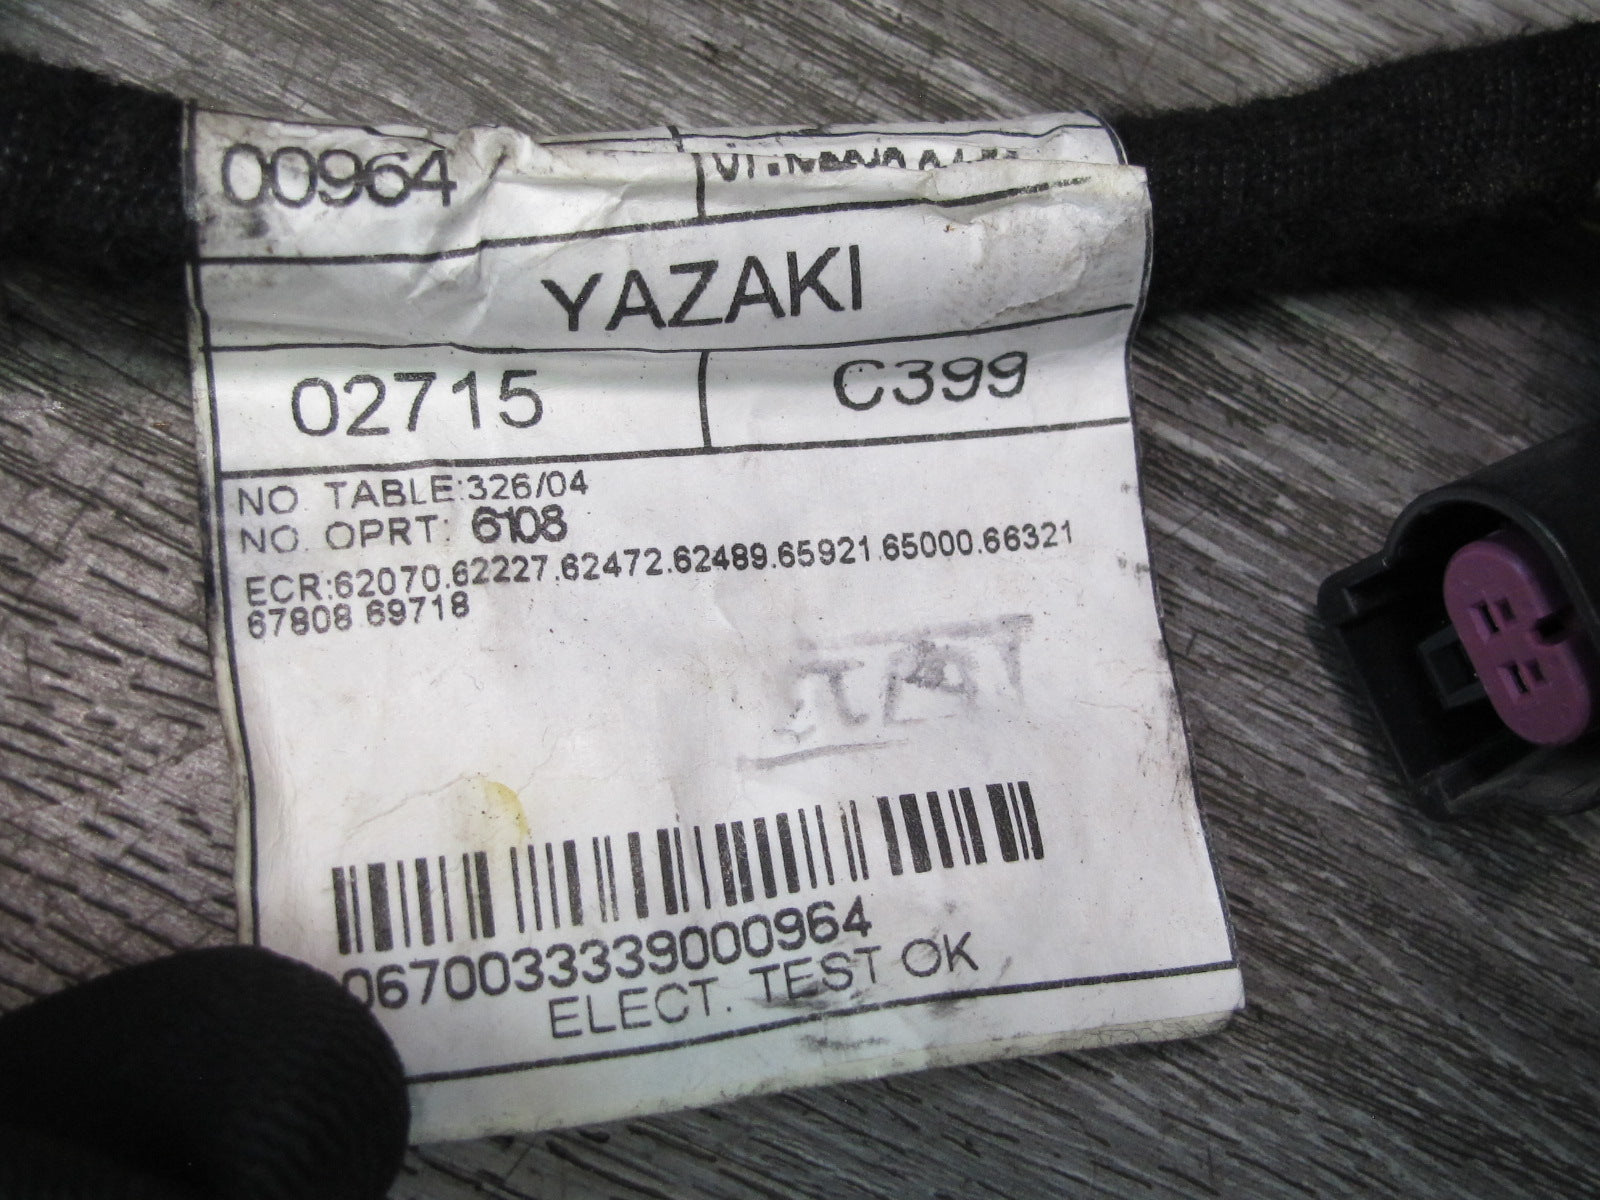 00964
YAZAKI
02715 C399
NO. TABLE:326/04
NO. OPRT: 6108
ECR:62070.62227.62472.62489.65921.65000.66321
67808.69718
0670033339000964
ELECT. TEST OK